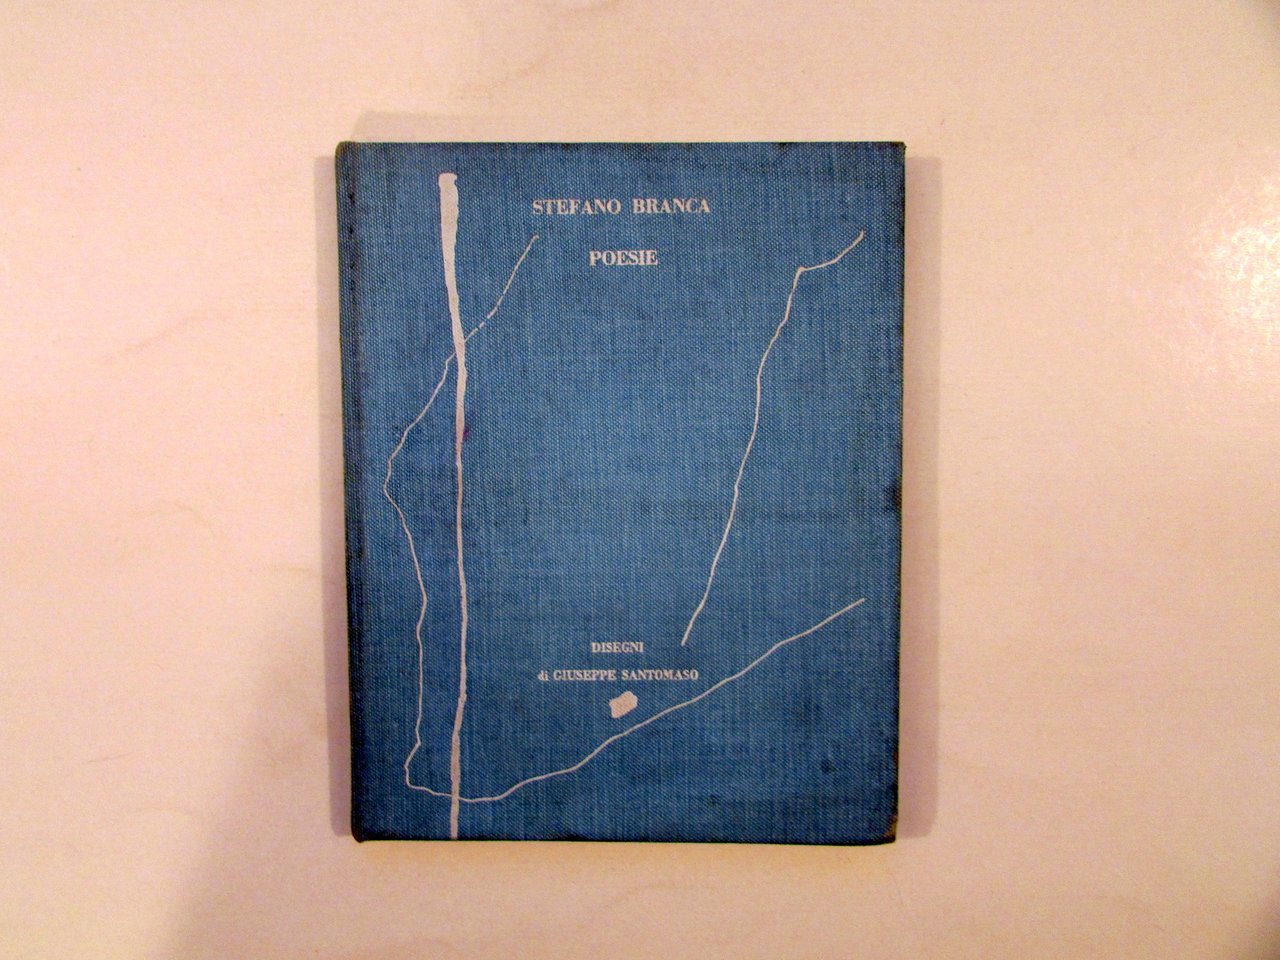 STEFANO BRANCA
POESIE
DISEGNI
di GIUSEPPE SANTOMASO